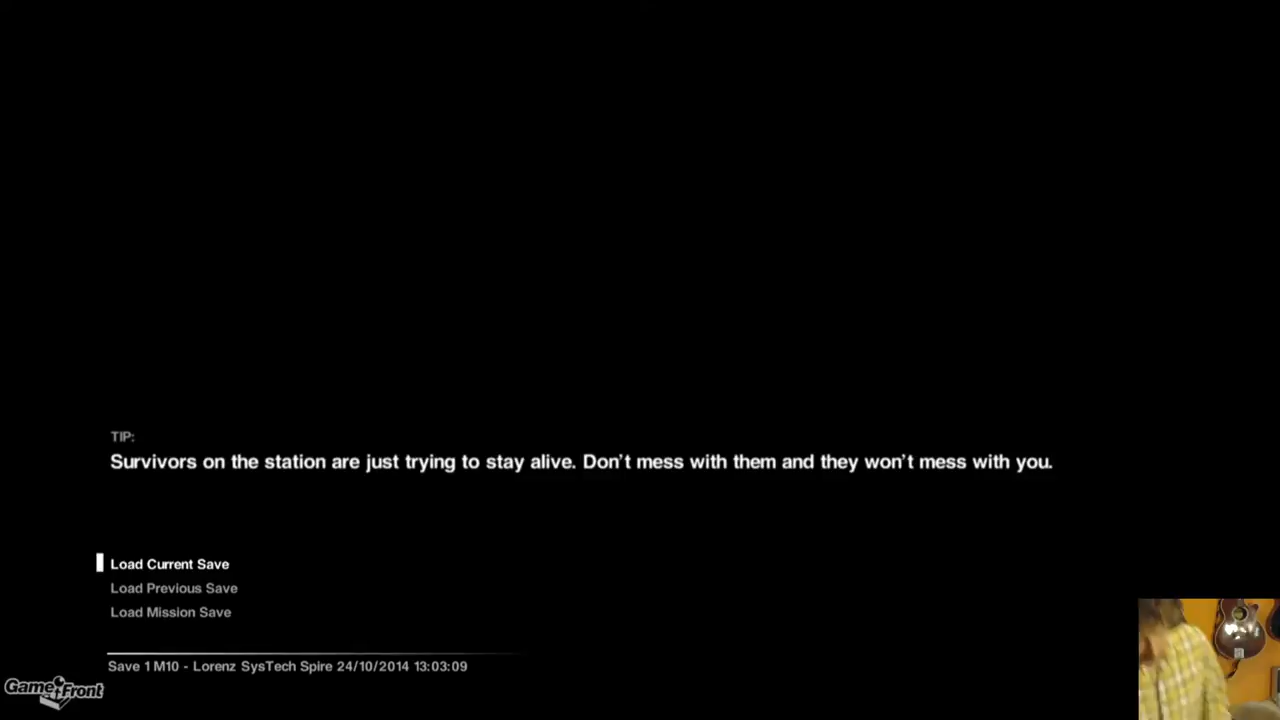 TIP:
Survivors on the station are just trying to stay alive. Don't mess with them and they won't mess with you.
Load Current Save
Load Previous Save
Load Mission Save
Save 1 M10 - Lorenz SysTech Spire 24/10/2014 13:03:09
GameFront